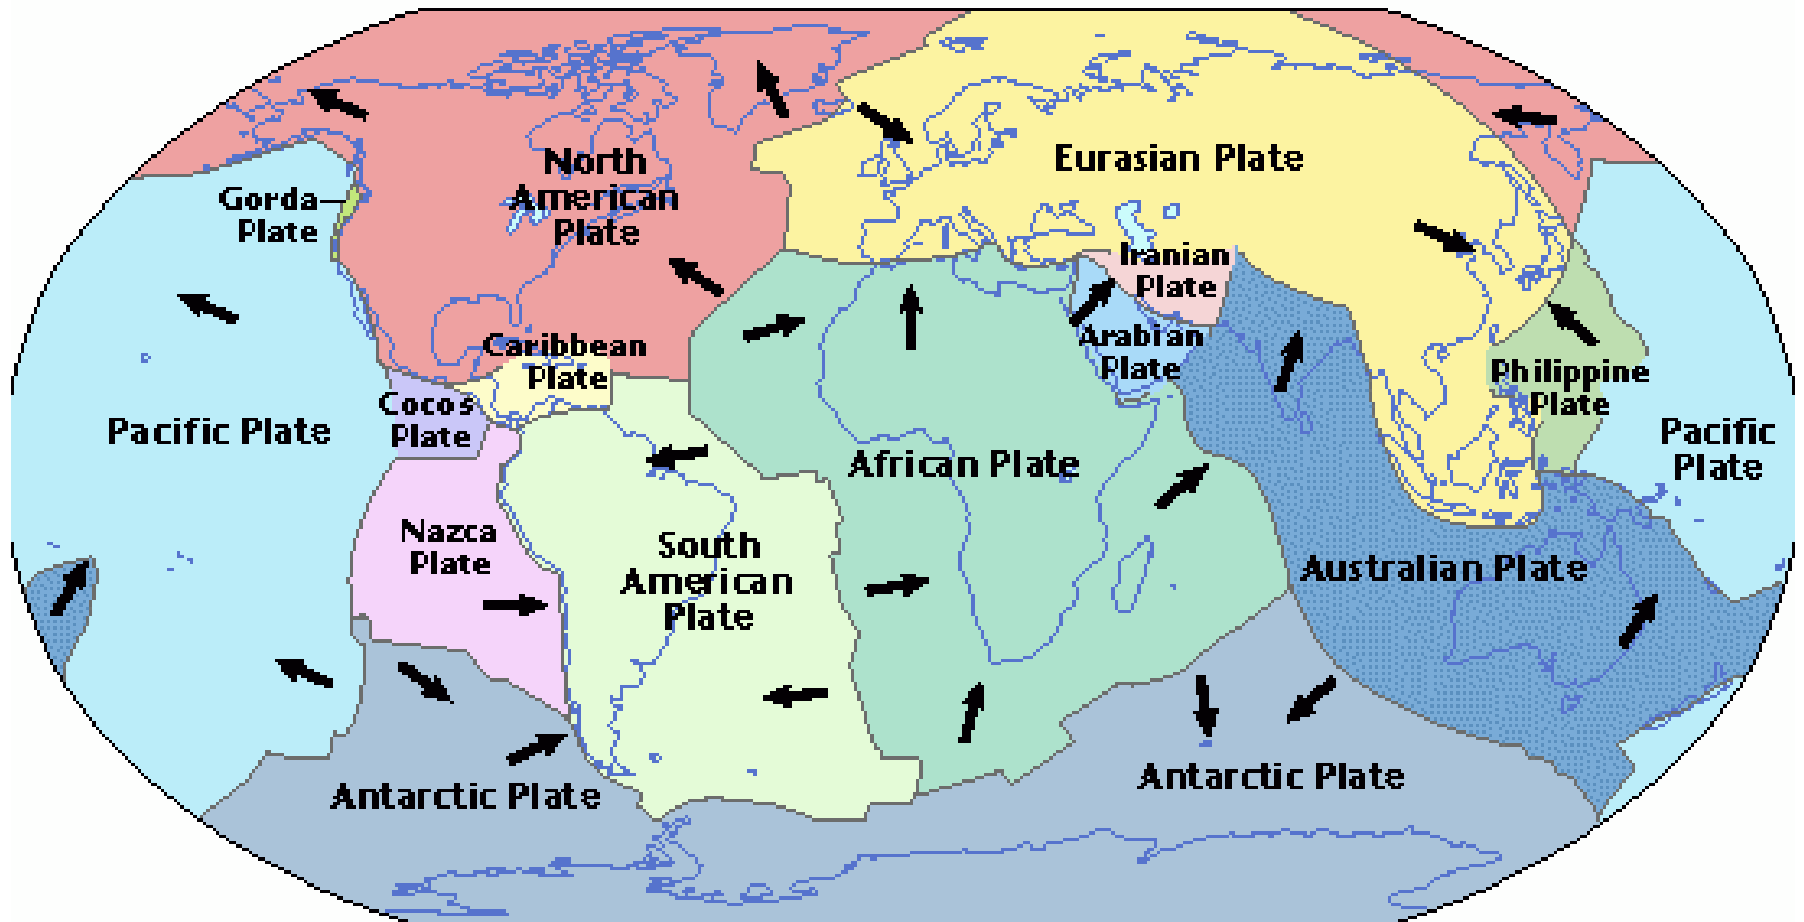 North
American
Plate
Eurasian Plate
Gorda
Plate
Iranian
Plate
Caribbean
Plate
Arabian
Plate
Philippine
Plate
Cocos
Plate
Pacific Plate
African Plate
Pacific
Plate
Nazca
Plate
South
American
Plate
Australian Plate
Antarctic Plate
Antarctic Plate